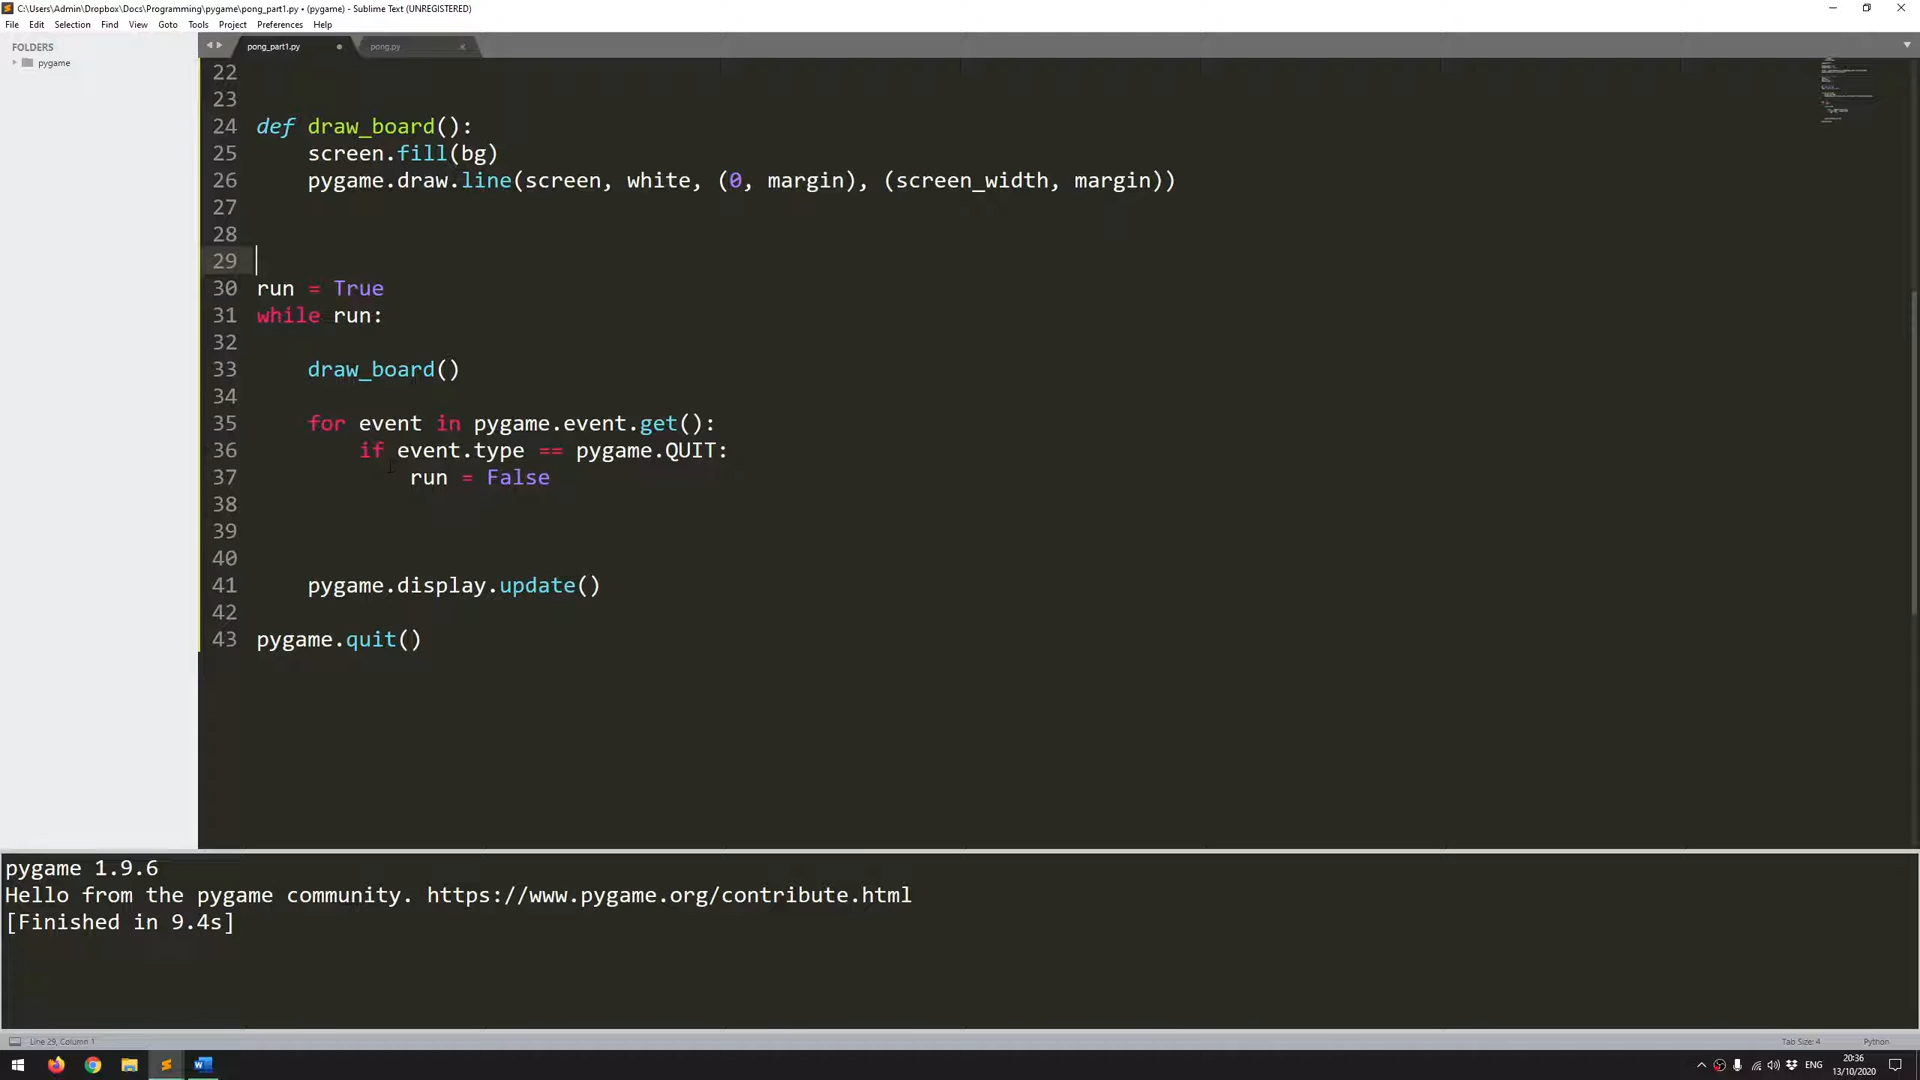 C:\Users\Admin\Dropbox\Docs\Programming\pygame\pong_part1.py • (pygame) - Sublime Text (UNREGISTERED)
File Edit Selection Find View Goto Tools Project Preferences Help
FOLDERS
pygame
pong_part1.py
pong.py
22
23
24 def draw_board():
25 screen.fill(bg)
26 pygame.draw.line(screen, white, (0, margin), (screen_width, margin))
27
28
29
30 run = True
31 while run:
32
33 draw_board()
34
35 for event in pygame.event.get():
36 if event.type == pygame.QUIT:
37 run = False
38
39
40
41 pygame.display.update()
42
43 pygame.quit()
pygame 1.9.6
Hello from the pygame community. https://www.pygame.org/contribute.html
[Finished in 9.4s]
Line 29, Column 1
Tab Size: 4
Python
ENG
20:36
13/10/2020